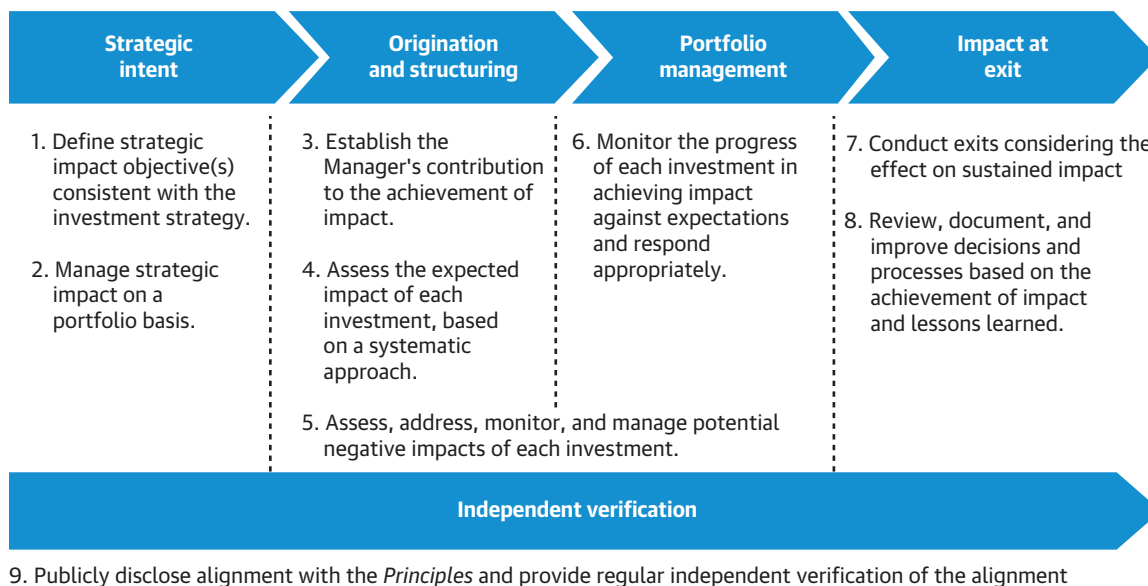 Strategic
intent
Origination
and structuring
Portfolio
management
Impact at
exit
1. Define strategic
impact objective(s)
consistent with the
investment strategy.
2. Manage strategic
impact on a
portfolio basis.
3. Establish the
Manager's contribution
to the achievement of
impact.
4. Assess the expected
impact of each
investment, based
on a systematic
approach.
6. Monitor the progress
of each investment in
achieving impact
against expectations
and respond
appropriately.
5. Assess, address, monitor, and manage potential
negative impacts of each investment.
7. Conduct exits considering the
effect on sustained impact
8. Review, document, and
improve decisions and
processes based on the
achievement of impact
and lessons learned.
Independent verification
9. Publicly disclose alignment with the Principles and provide regular independent verification of the alignment